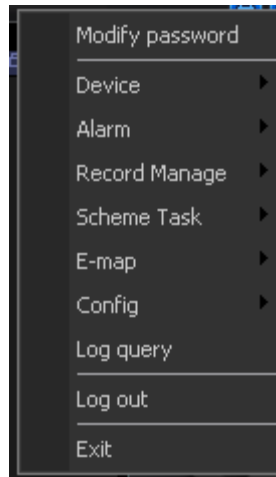 Modify password
Device
Alarm
Record Manage
Scheme Task
E-map
Config
Log query
Log out
Exit